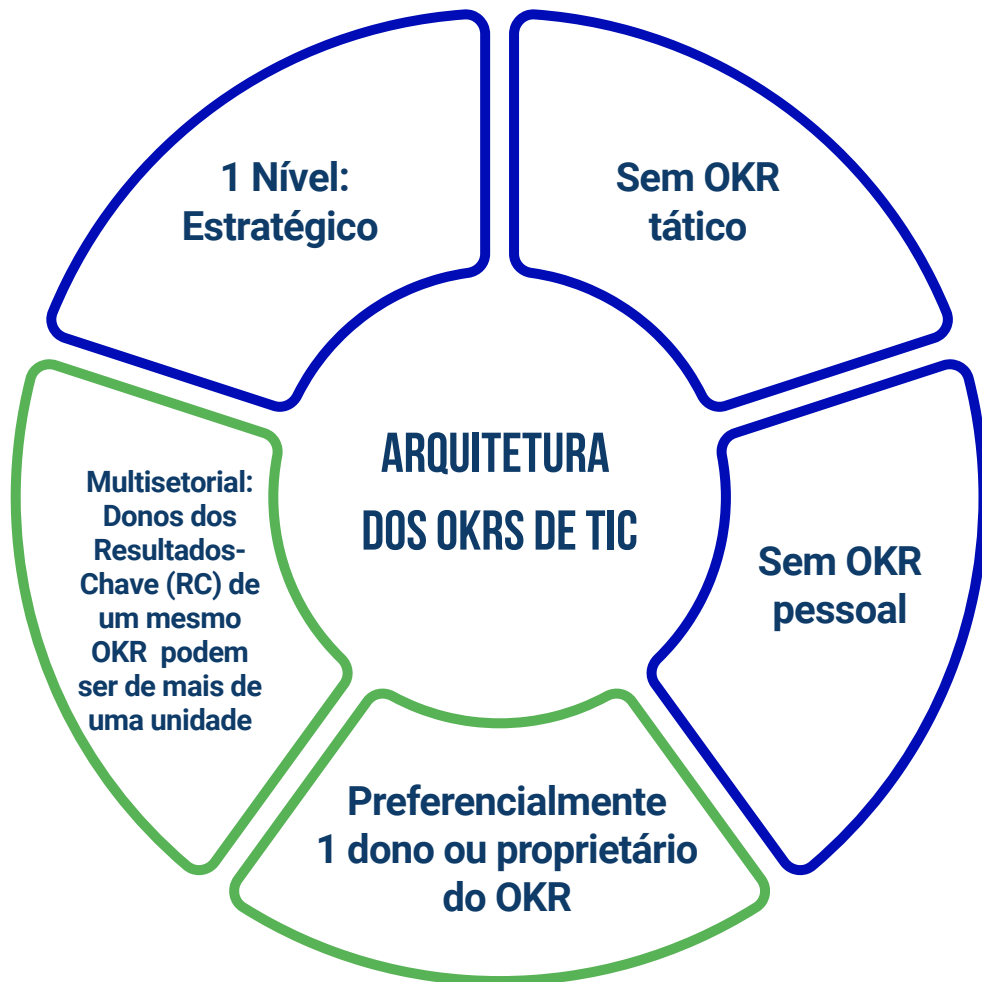 1 Nível:
Estratégico
Sem OKR
tático
ARQUITETURA
DOS OKRS DE TIC
Multisetorial:
Donos dos
Resultados-
Chave (RC) de
um mesmo
OKR podem
ser de mais de
uma unidade
Sem OKR
pessoal
Preferencialmente
1 dono ou proprietário
do OKR